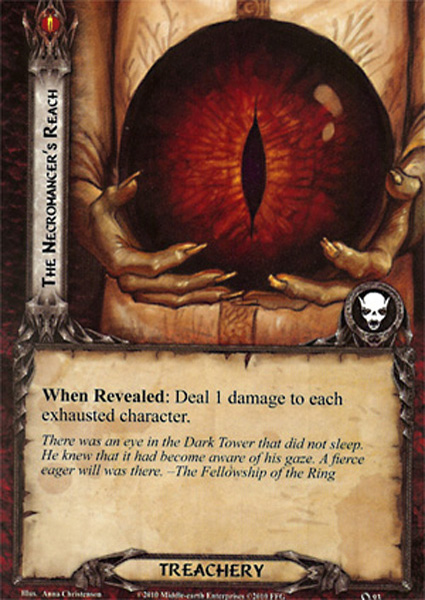 THE NECROMANCER'S REACH
When Revealed: Deal 1 damage to each
exhausted character.
There was an eye in the Dark Tower that did not sleep.
He knew that it had become aware of his gaze. A fierce
eager will was there. –The Fellowship of the Ring
TREACHERY
Illus. Anna Christenson
©2010 Middle-earth Enterprises ©2010 FFG
93